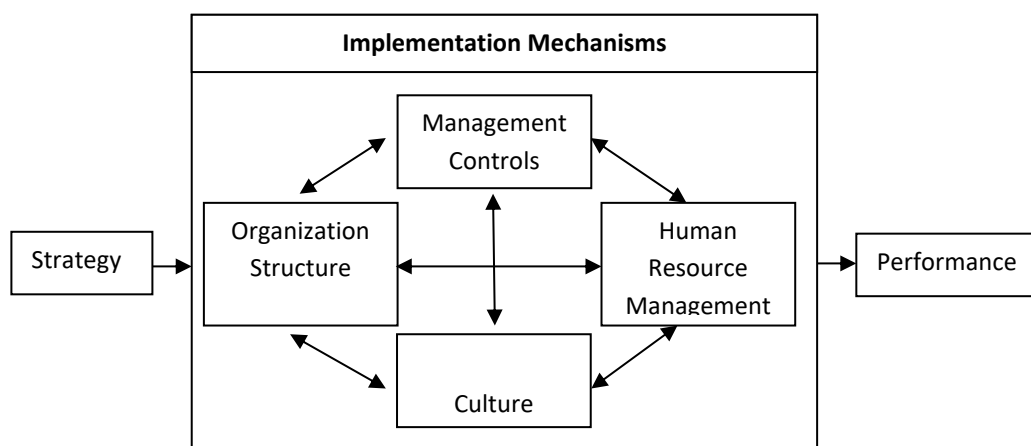 Implementation Mechanisms
Management
Controls
Strategy
Organization
Structure
Human
Resource
Management
Performance
Culture